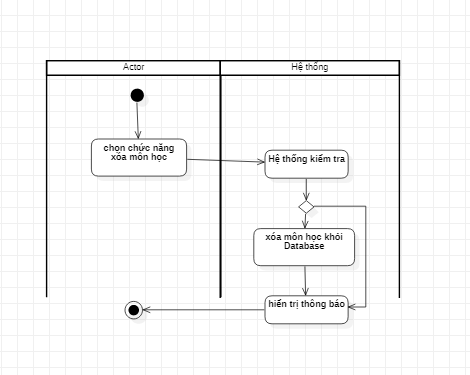 Actor
Hệ thống
chọn chức năng
xóa môn học
Hệ thống kiểm tra
xóa môn học khỏi
Database
hiển trị thông báo